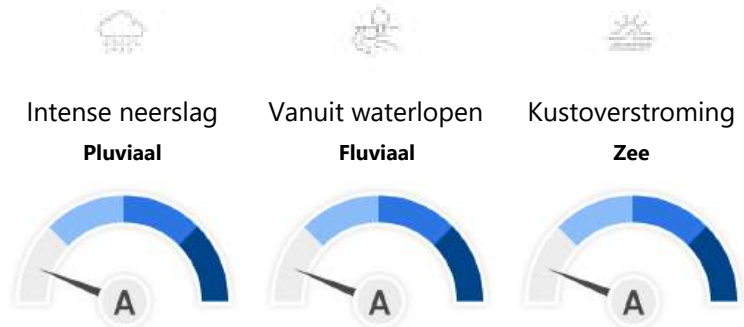 Intense neerslag
Pluviaal
A
Vanuit waterlopen
Fluviaal
A
Kustoverstroming
Zee
A